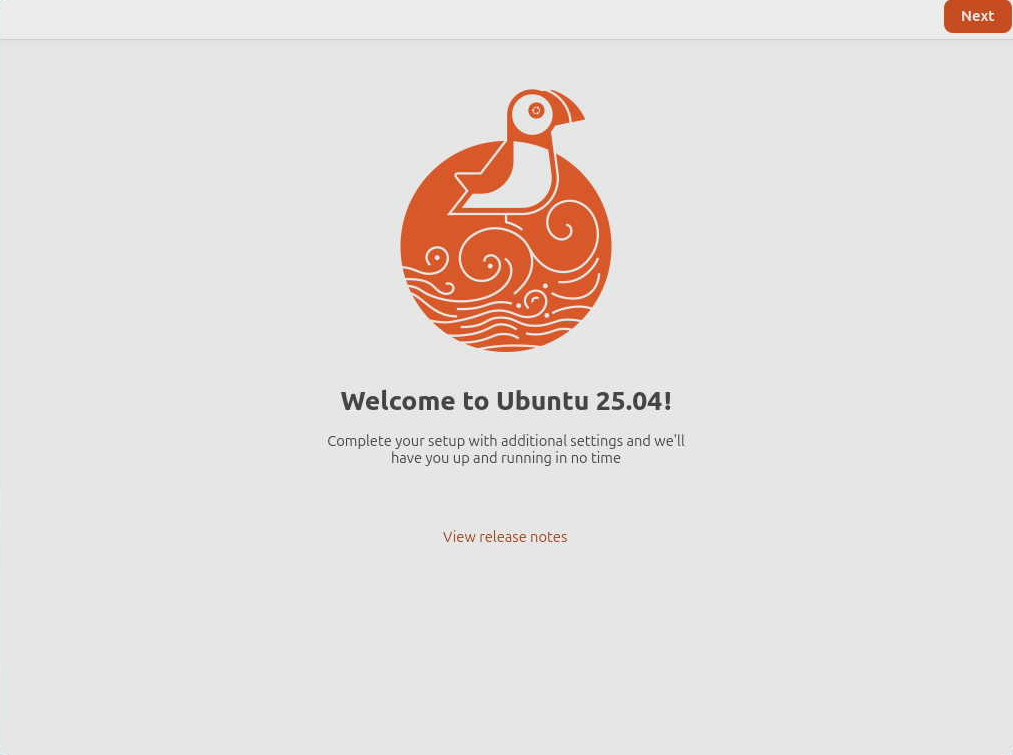 Next
Welcome to Ubuntu 25.04!
Complete your setup with additional settings and we'll
have you up and running in no time
View release notes